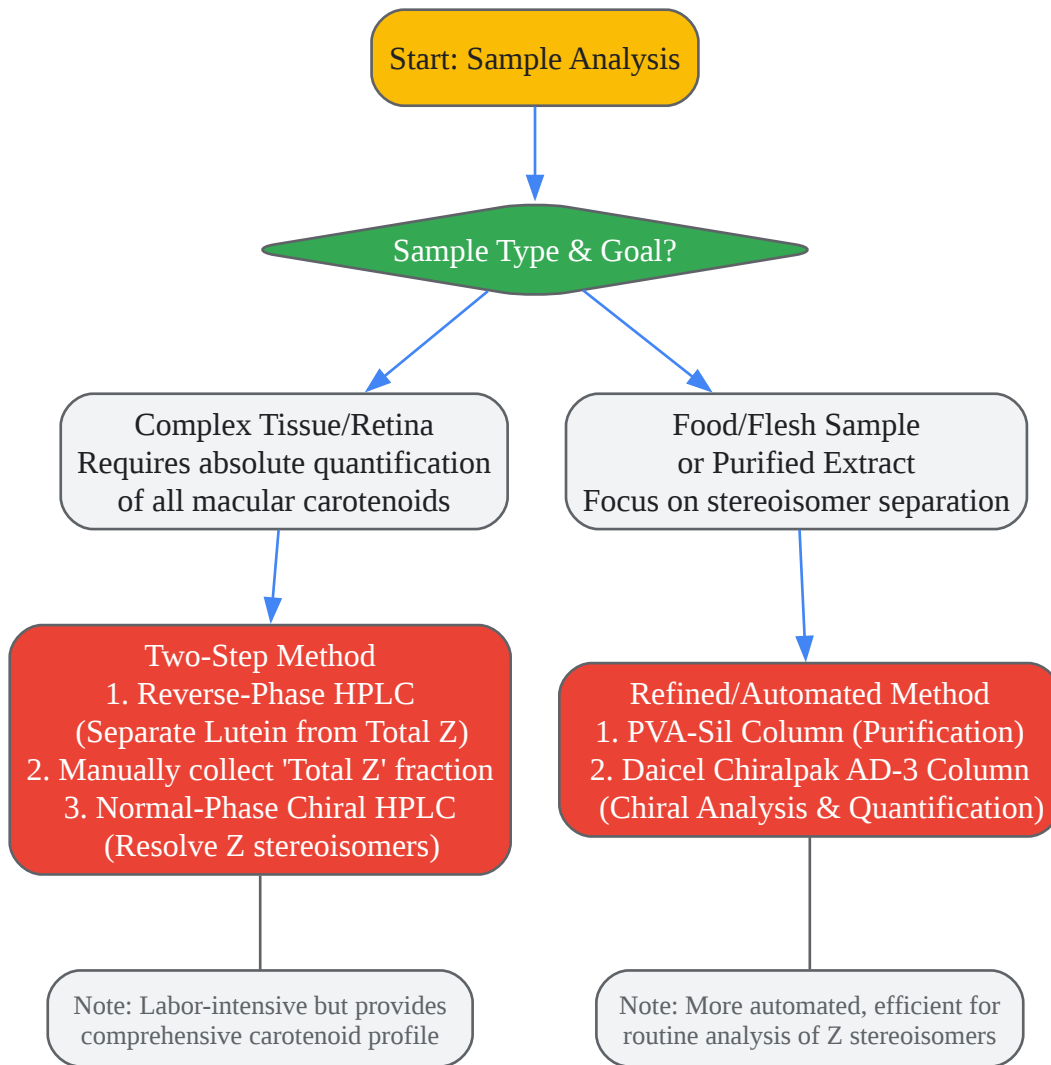 Start: Sample Analysis
Sample Type & Goal?
Complex Tissue/Retina
Requires absolute quantification
of all macular carotenoids
Food/Flesh Sample
or Purified Extract
Focus on stereoisomer separation
Two-Step Method
1. Reverse-Phase HPLC
(Separate Lutein from Total Z)
2. Manually collect 'Total Z' fraction
3. Normal-Phase Chiral HPLC
(Resolve Z stereoisomers)
Refined/Automated Method
1. PVA-Sil Column (Purification)
2. Daicel Chiralpak AD-3 Column
(Chiral Analysis & Quantification)
Note: Labor-intensive but provides
comprehensive carotenoid profile
Note: More automated, efficient for
routine analysis of Z stereoisomers